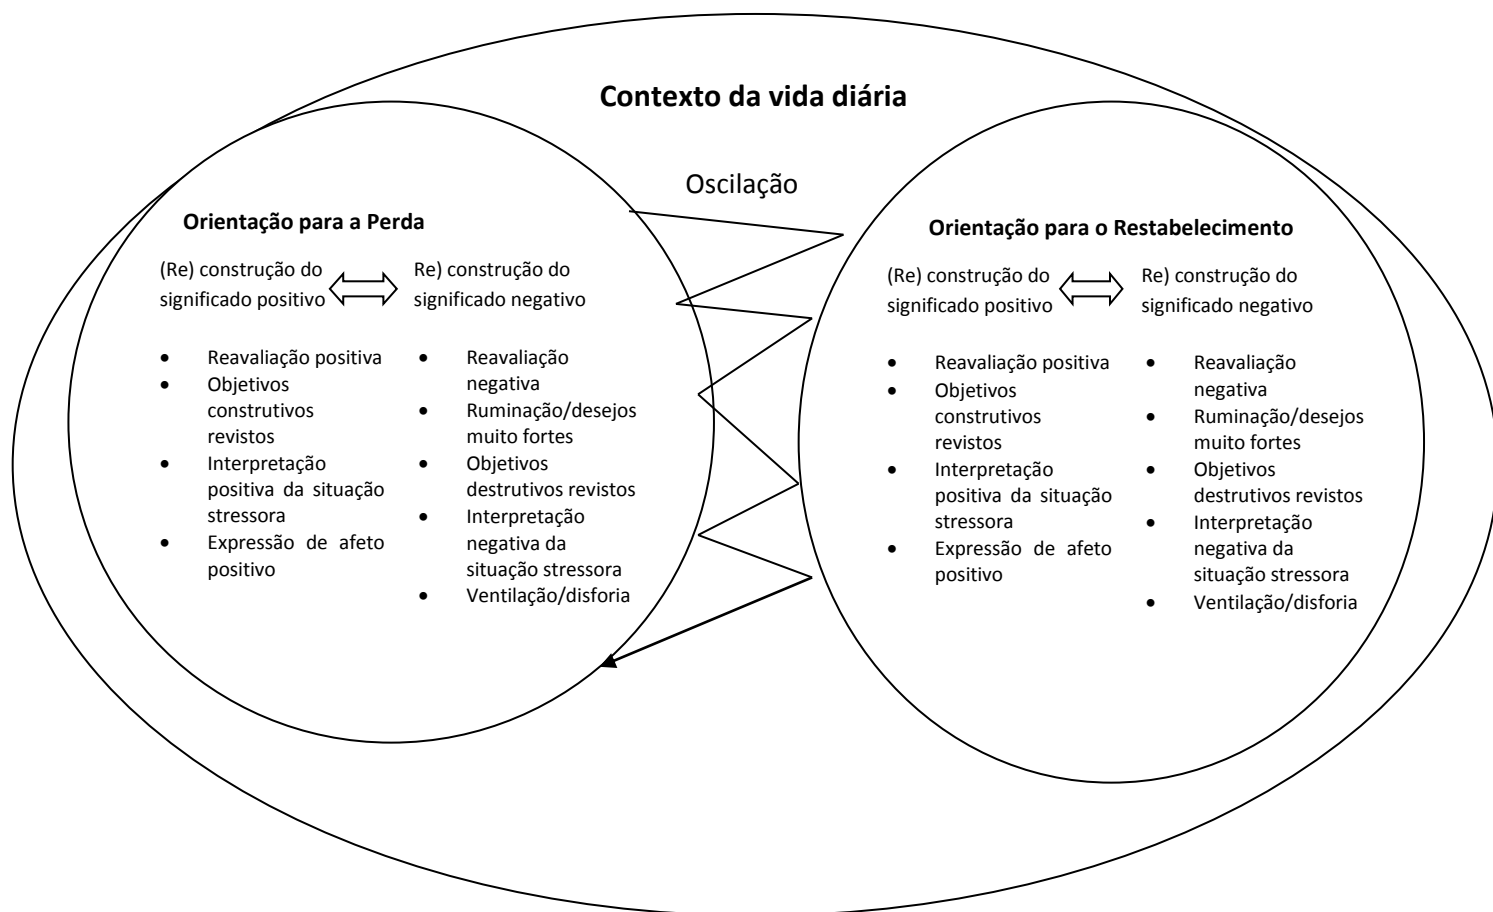 Contexto da vida diária
Oscilação
Orientação para a Perda
(Re) construção do
significado positivo
Re) construção do
significado negativo
• Reavaliação positiva
• Objetivos
construtivos
revistos
• Interpretação
positiva da situação
stressora
• Expressão de afeto
positivo
• Reavaliação
negativa
• Ruminação/desejos
muito fortes
• Objetivos
destrutivos revistos
• Interpretação
negativa da
situação stressora
• Ventilação/disforia
Orientação para o Restabelecimento
(Re) construção do
significado positivo
Re) construção do
significado negativo
• Reavaliação positiva
• Objetivos
construtivos
revistos
• Interpretação
positiva da situação
stressora
• Expressão de afeto
positivo
• Reavaliação
negativa
• Ruminação/desejos
muito fortes
• Objetivos
destrutivos revistos
• Interpretação
negativa da
situação stressora
• Ventilação/disforia